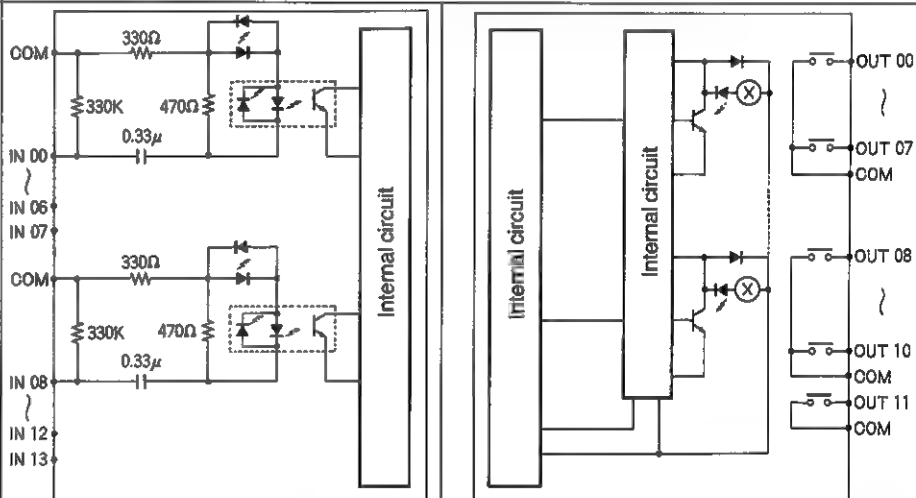 330Ω
COM
330K
470Ω
0.33μ
IN 00
IN 06
IN 07
330Ω
COM
330K
470Ω
0.33μ
IN 08
IN 12
IN 13
Internal circuit
Internal circuit
Internal circuit
OUT 00
OUT 07
COM
OUT 08
OUT 10
COM
OUT 11
COM